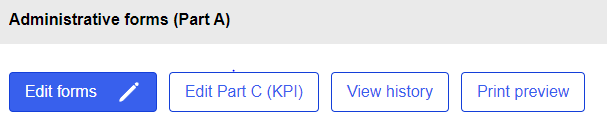 Administrative forms (Part A)
Edit forms Edit Part C (KPI) View history Print preview